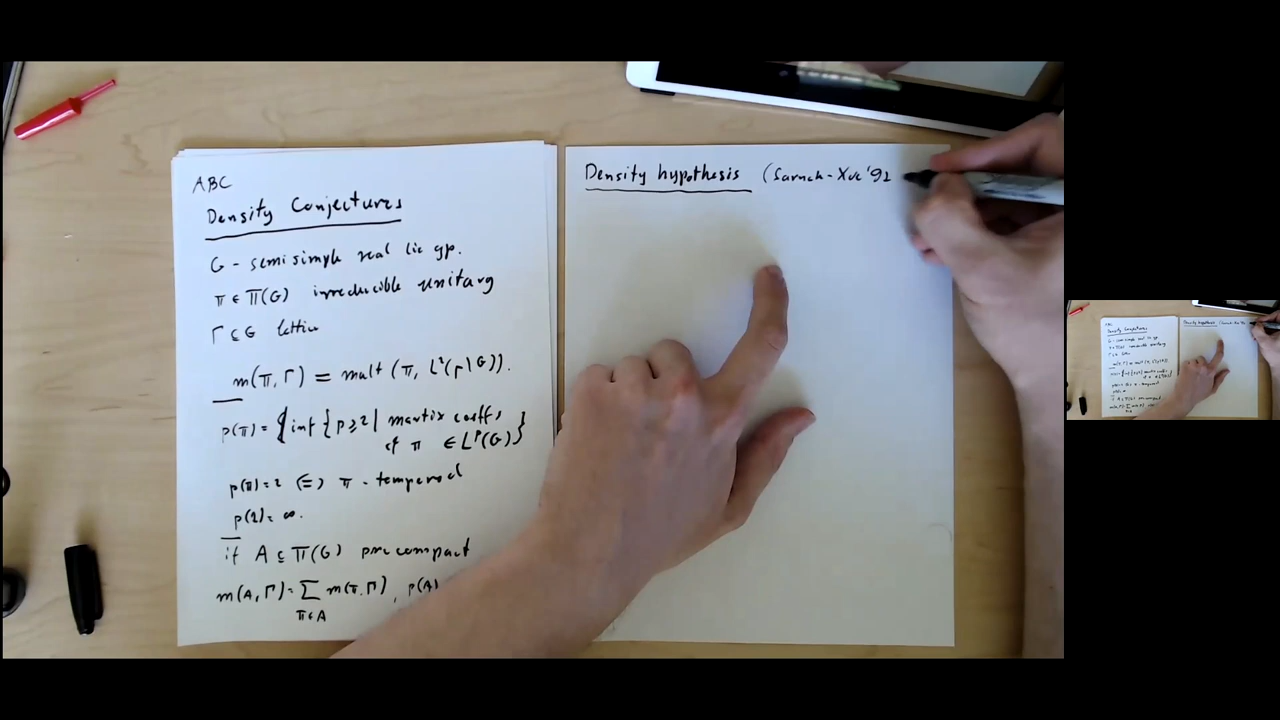 ABC
Density Conjectures
G - semisimple real lie gp.
π ∈ Π(G) irreducible unitary
Γ ⊆ G lattice
m(π, Γ) = mult (π, L²(Γ\G)).
p(π) = {inf {p ≥ 2 | matrix coeffs of π ∈ L^p(G)}
p(π) = 2 (=) π - tempered
p(1) = ∞.
if A ⊆ Π(G) precompact
m(A, Γ) = ∑_{π∈A} m(π, Γ), p(A)
Density hypothesis (Sarnak - Xue '91